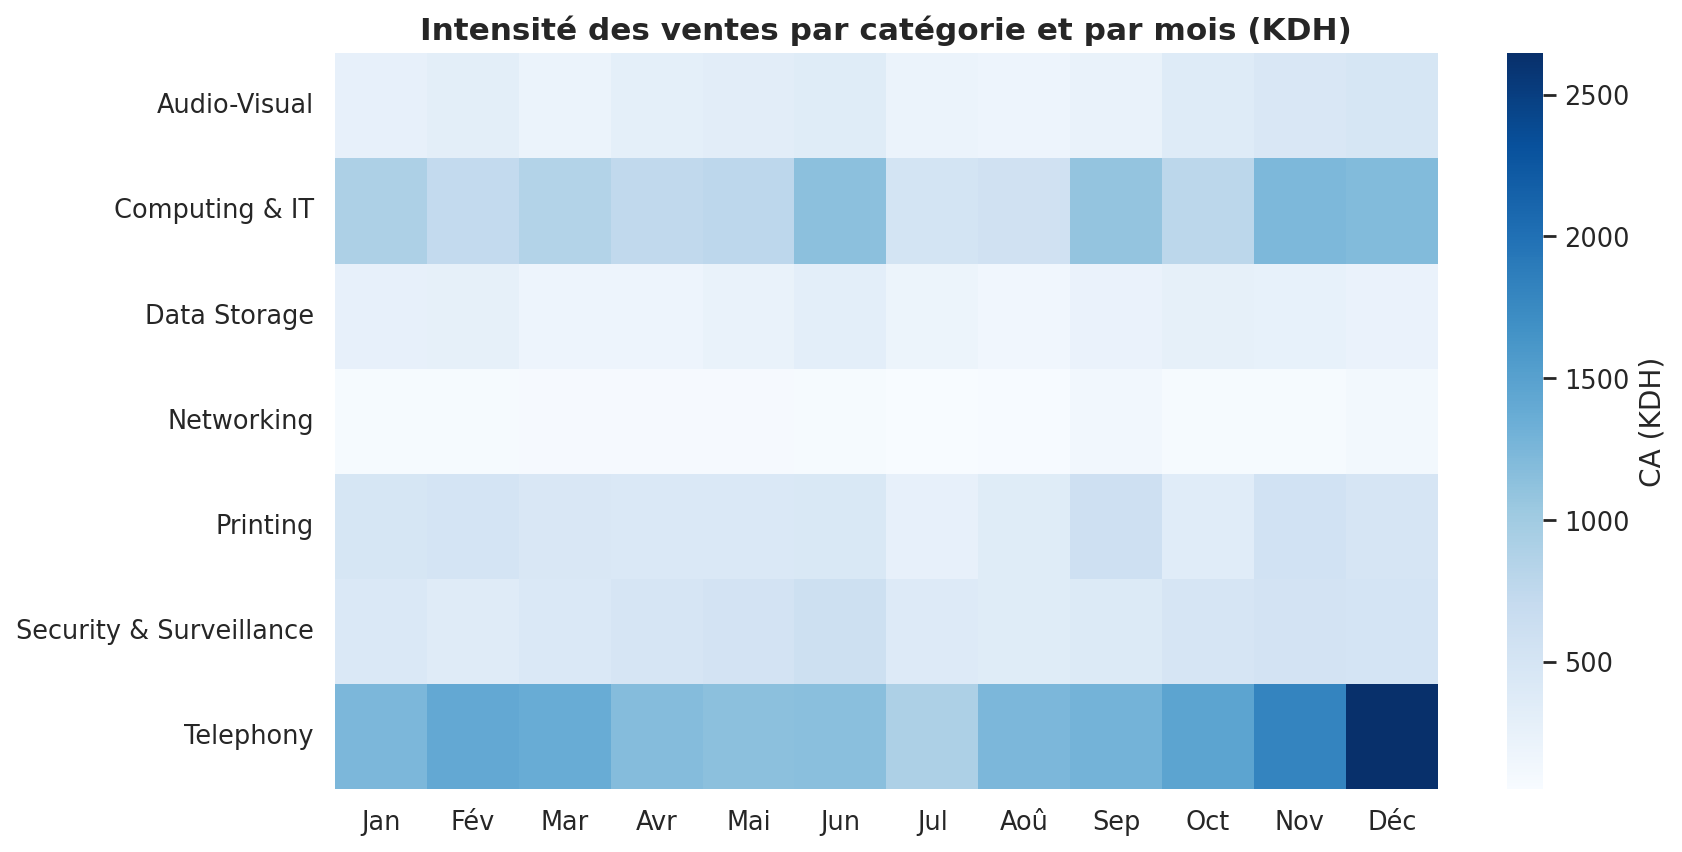 Intensité des ventes par catégorie et par mois (KDH)
Audio-Visual
Computing & IT
Data Storage
Networking
Printing
Security & Surveillance
Telephony
Jan Fév Mar Avr Mai Jun Jul Aoû Sep Oct Nov Déc
2500
2000
1500
1000
500
CA (KDH)